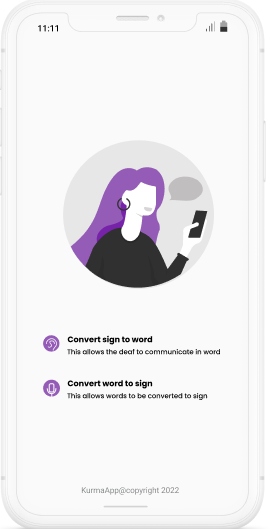 11:11
Convert sign to word
This allows the deaf to communicate in word
Convert word to sign
This allows words to be converted to sign
KurmaApp@copyright 2022